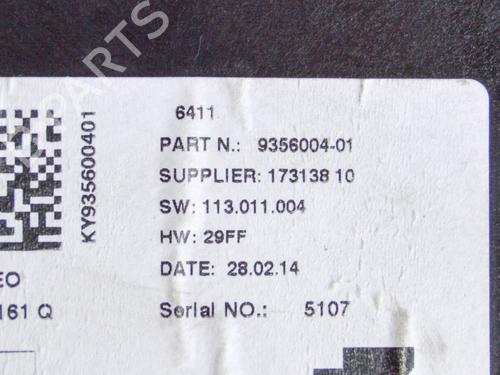 PARTS
6411
PART N.: 9356004-01
SUPPLIER: 173138 10
SW: 113.011.004
HW: 29FF
DATE: 28.02.14
Serial NO.: 5107
KY935600401
EO
161 Q